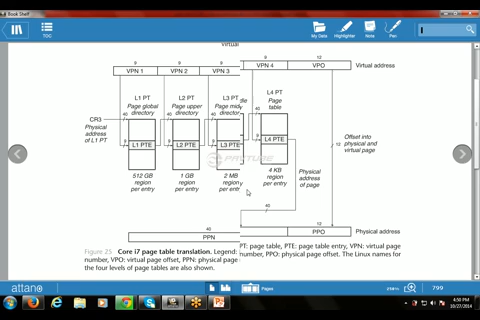 Book Shelf
TOC
My Data
Highlighter
Note
Pen
Virtual
9
9
9
9
12
VPN 1
VPN 2
VPN 3
VPN 4
VPO
Virtual address
L1 PT
Page global
directory
L2 PT
Page upper
directory
L3 PT
Page mid
directory
L4 PT
Page
table
40
40
40
40
CR3
Physical
address
of L1 PT
9
L1 PTE
9
L2 PTE
9
L3 PTE
9
L4 PTE
12
Offset into
physical and
virtual page
512 GB
region
per entry
1 GB
region
per entry
2 MB
region
per entry
4 KB
region
per entry
Physical
address
of page
40
40
12
PPN
PPO
Physical address
Figure 25 Core i7 page table translation. Legend: PT: page table, PTE: page table entry, VPN: virtual page
number, VPO: virtual page offset, PPN: physical page number, PPO: physical page offset. The Linux names for
the four levels of page tables are also shown.
attano
Pages
799
4:50 PM
10/27/2014